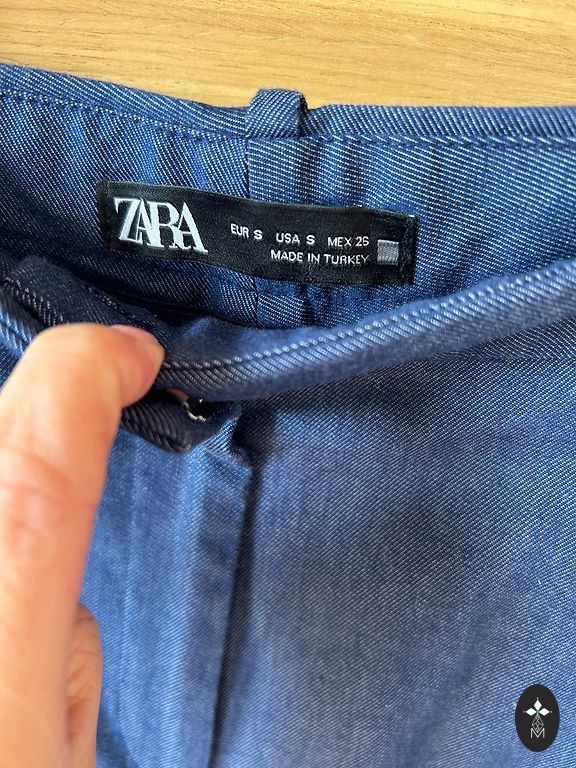 ZARA
EUR S USA S MEX 26
MADE IN TURKEY
M